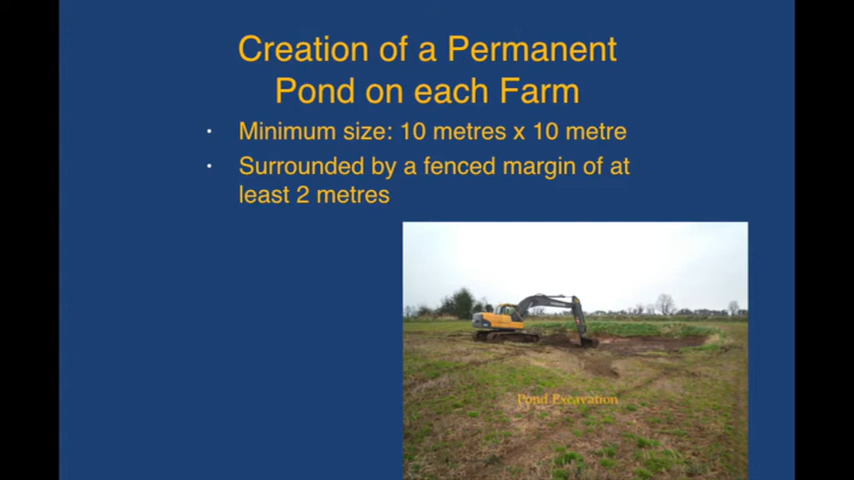 Creation of a Permanent
Pond on each Farm
• Minimum size: 10 metres x 10 metre
• Surrounded by a fenced margin of at
least 2 metres
Pond Excavation